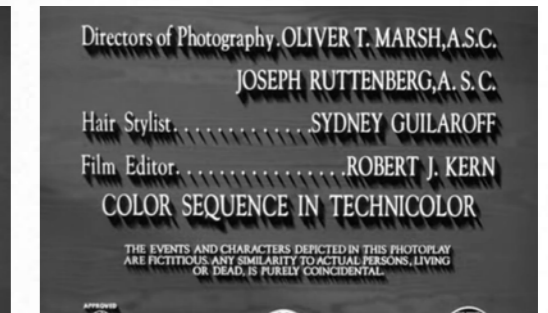 Directors of Photography.OLIVER T. MARSH,A.S.C.
JOSEPH RUTTENBERG,A.S.C.
Hair Stylist.............SYDNEY GUILAROFF
Film Editor.................ROBERT J. KERN
COLOR SEQUENCE IN TECHNICOLOR
THE EVENTS AND CHARACTERS DEPICTED IN THIS PHOTOPLAY
ARE FICTITIOUS. ANY SIMILARITY TO ACTUAL PERSONS, LIVING
OR DEAD, IS PURELY COINCIDENTAL.
APPROVED